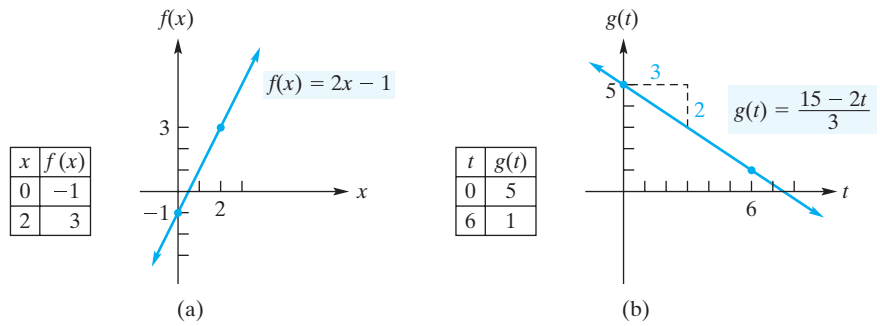 f(x)
f(x) = 2x − 1
3
x f(x)
0 −1
2 3
−1
2
x
(a)
g(t)
3
5
2
g(t) = \frac{15 − 2t}{3}
t g(t)
0 5
6 1
6
t
(b)